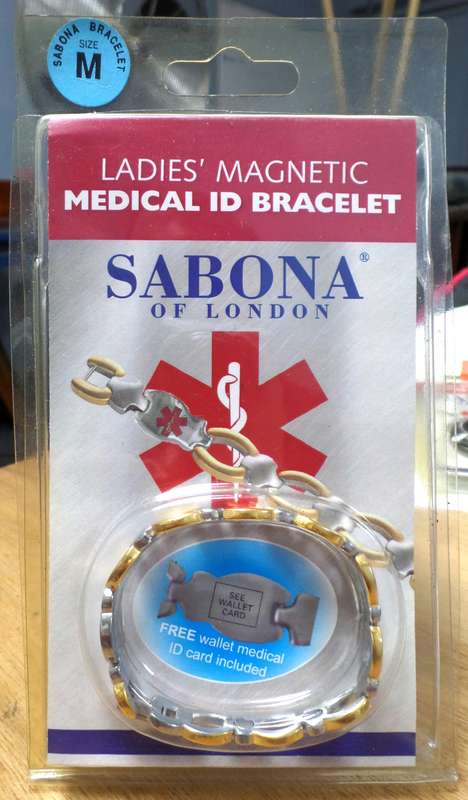 SABONA BRACELET
SIZE
M
LADIES' MAGNETIC
MEDICAL ID BRACELET
SABONA®
OF LONDON
SEE
WALLET
CARD
FREE wallet medical
ID card included